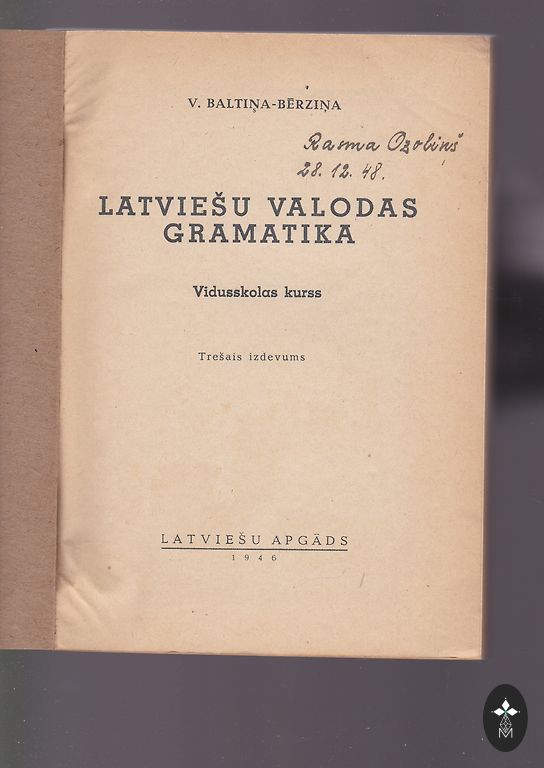 V. BALTIŅA-BĒRZIŅA
Rasma Ozoliņš
28.12.48.
LATVIEŠU VALODAS
GRAMATIKA
Vidusskolas kurss
Trešais izdevums
LATVIEŠU APGĀDS
1946
M